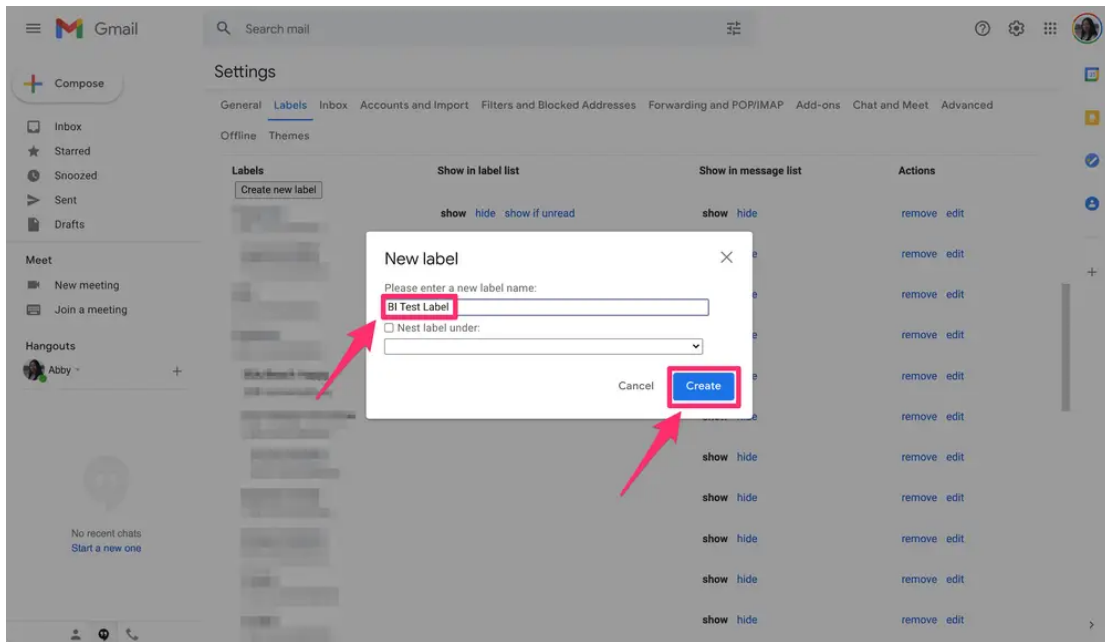 Gmail
Search mail
Compose
Inbox
Starred
Snoozed
Sent
Drafts
Meet
New meeting
Join a meeting
Hangouts
Abby
No recent chats
Start a new one
Settings
General Labels Inbox Accounts and Import Filters and Blocked Addresses Forwarding and POP/IMAP Add-ons Chat and Meet Advanced
Offline Themes
Labels Show in label list Show in message list Actions
Create new label
show hide show if unread show hide remove edit
remove edit
remove edit
remove edit
remove edit
remove edit
show hide remove edit
show hide remove edit
show hide remove edit
show hide remove edit
show hide remove edit
New label
Please enter a new label name:
BI Test Label
Nest label under:
Cancel Create